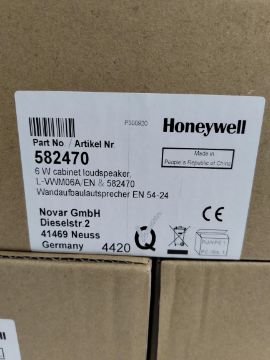 Honeywell
Part No. / Artikel Nr.
582470
Made in
People's Republic of China
6 W cabinet loudspeaker,
L-VWM06A/EN & 582470
Wandaufbaulautsprecher EN 54-24
Novar GmbH
Dieselstr 2
41469 Neuss
Germany
4420
Q
CE